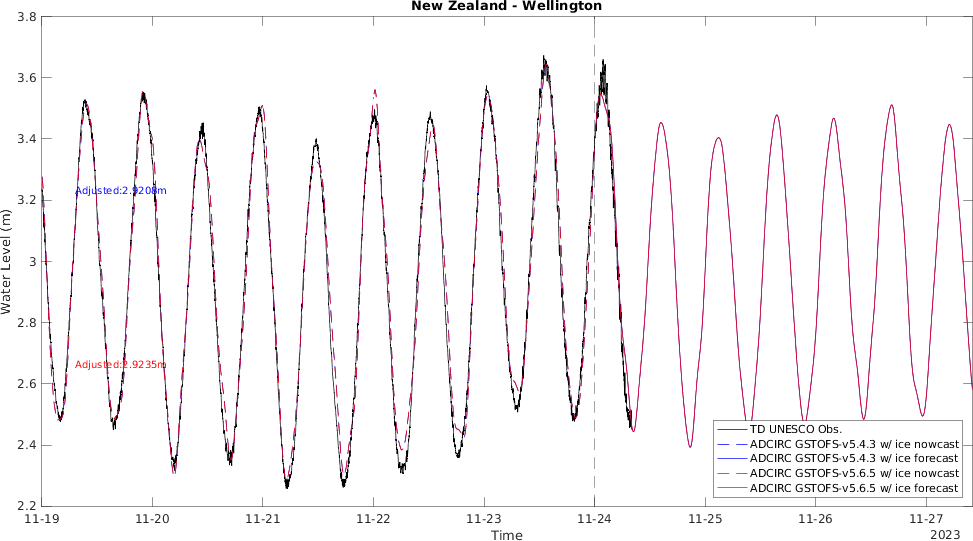 New Zealand - Wellington
3.8
3.6
3.4
3.2
3
2.8
2.6
2.4
2.2
Water Level (m)
Adjusted:2.9208m
Adjusted:2.9235m
TD UNESCO Obs.
ADCIRC GSTOFS-v5.4.3 w/ ice nowcast
ADCIRC GSTOFS-v5.4.3 w/ ice forecast
ADCIRC GSTOFS-v5.6.5 w/ ice nowcast
ADCIRC GSTOFS-v5.6.5 w/ ice forecast
11-19 11-20 11-21 11-22 11-23 11-24 11-25 11-26 11-27
Time
2023